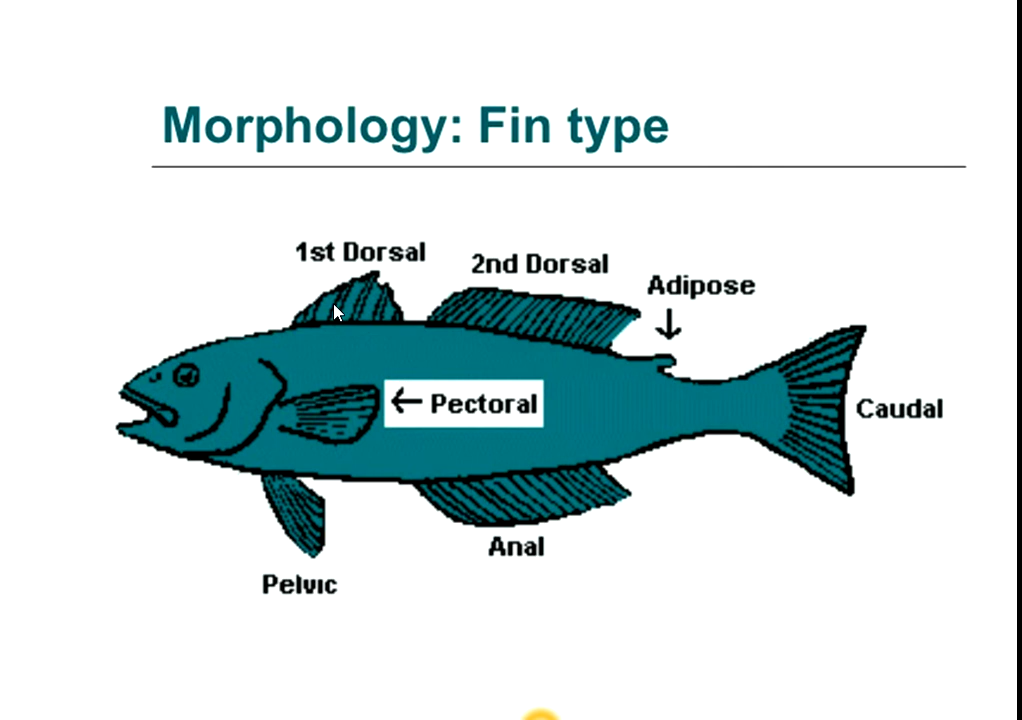 Morphology: Fin type
1st Dorsal
2nd Dorsal
Adipose
Pectoral
Caudal
Anal
Pelvic